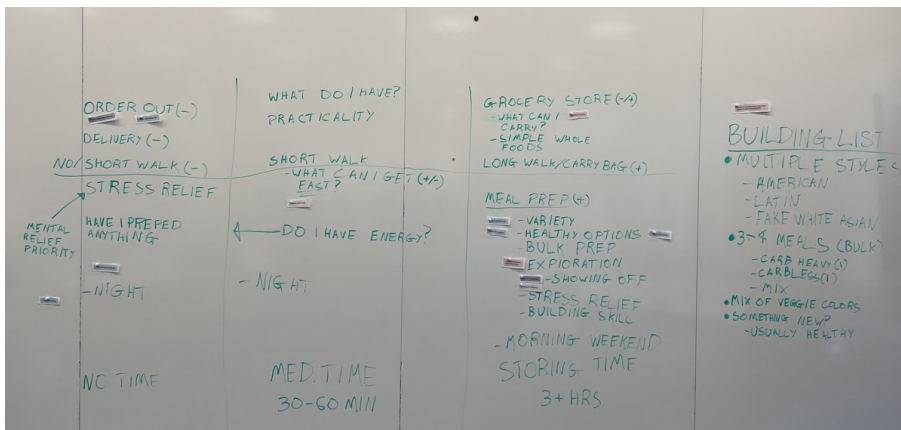 ORDER OUT (-)
DELIVERY (-)
NO/SHORT WALK (-)
STRESS RELIEF
MENTAL
RELIEF
PRIORITY
HAVE I PREPED
ANYTHING
-NIGHT
NO TIME
WHAT DO I HAVE?
PRACTICALITY
SHORT WALK
-WHAT CAN I GET (+/-)
FAST?
DO I HAVE ENERGY?
-NIGHT
MED. TIME
30-60 MIN
GROCERY STORE (-/+)
-WHAT CAN I
CARRY?
-SIMPLE WHOLE
FOODS
LONG WALK/CARRY BAG (+)
MEAL PREP (+)
-VARIETY
-HEALTHY OPTIONS
-BULK PREP
EXPLORATION
-SHOWING OFF
-STRESS RELIEF
-BUILDING SKILL
-MORNING WEEKEND
STORING TIME
3+ HRS
BUILDING LIST
•MULTIPLE STYLES
-AMERICAN
-LATIN
-FAKE WHITE ASIAN
•3-4 MEALS (BULK)
-CARB HEAVY (1)
-CARBLESS (1)
-MIX
•MIX OF VEGGIE COLORS
•SOMETHING NEW?
-USUALLY HEALTHY